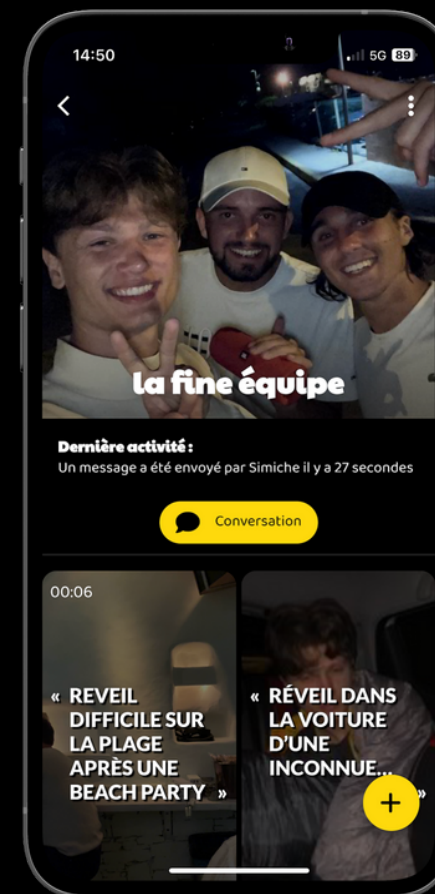 14:50 5G 89
la fine équipe
Dernière activité :
Un message a été envoyé par Simiche il y a 27 secondes
Conversation
00:06
« REVEIL
DIFFICILE SUR
LA PLAGE
APRÈS UNE
BEACH PARTY »
« RÉVEIL DANS
LA VOITURE
D'UNE
INCONNUE... »
+